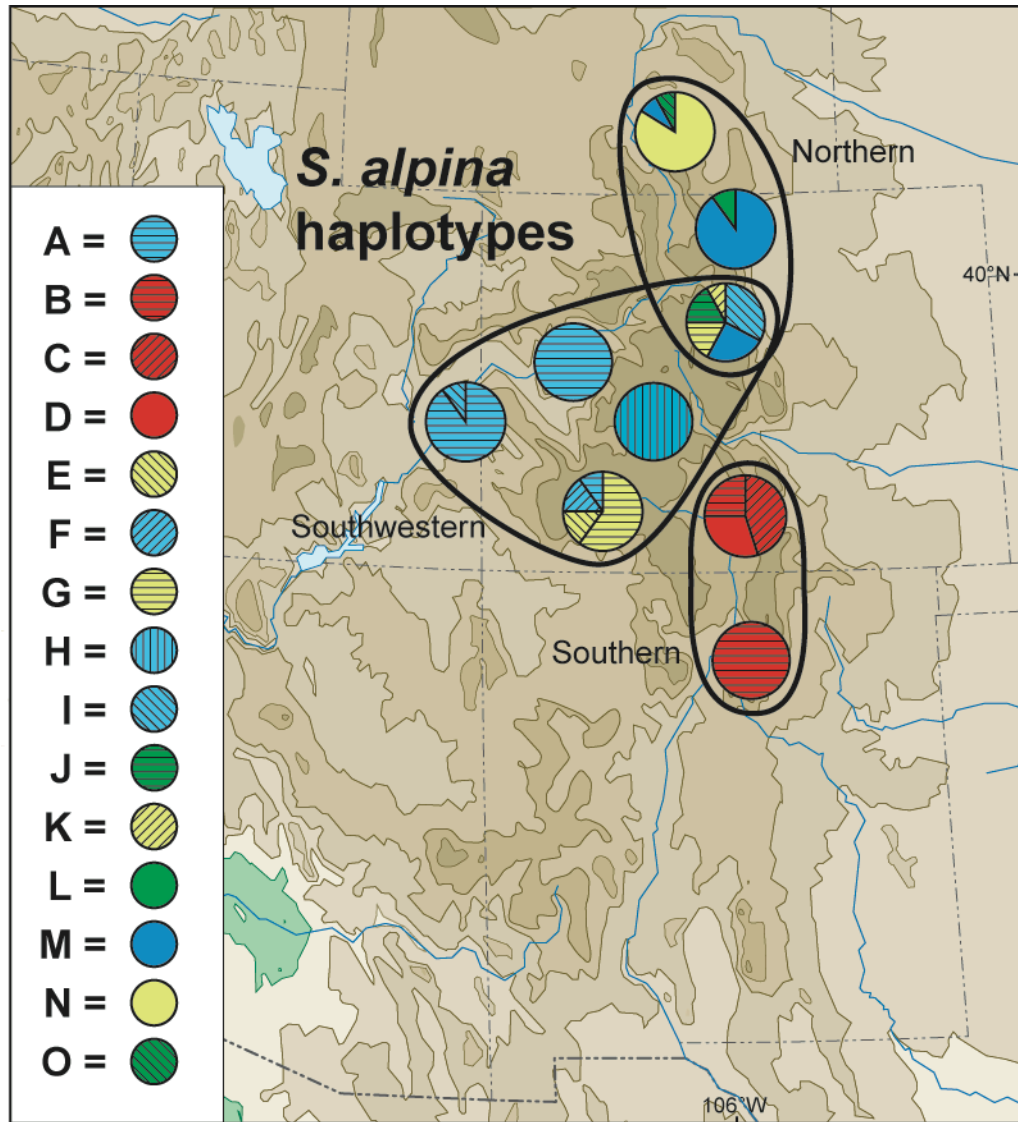 S. alpina
haplotypes
Northern
40°N
Southwestern
Southern
106°W
A =
B =
C =
D =
E =
F =
G =
H =
I =
J =
K =
L =
M =
N =
O =